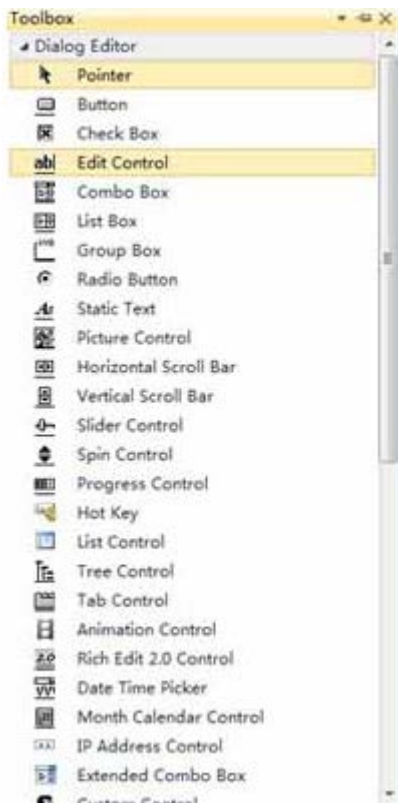 Toolbox
Dialog Editor
Pointer
Button
Check Box
ab| Edit Control
Combo Box
List Box
Group Box
Radio Button
Static Text
Picture Control
Horizontal Scroll Bar
Vertical Scroll Bar
Slider Control
Spin Control
Progress Control
Hot Key
List Control
Tree Control
Tab Control
Animation Control
Rich Edit 2.0 Control
Date Time Picker
Month Calendar Control
IP Address Control
Extended Combo Box
Custom Control